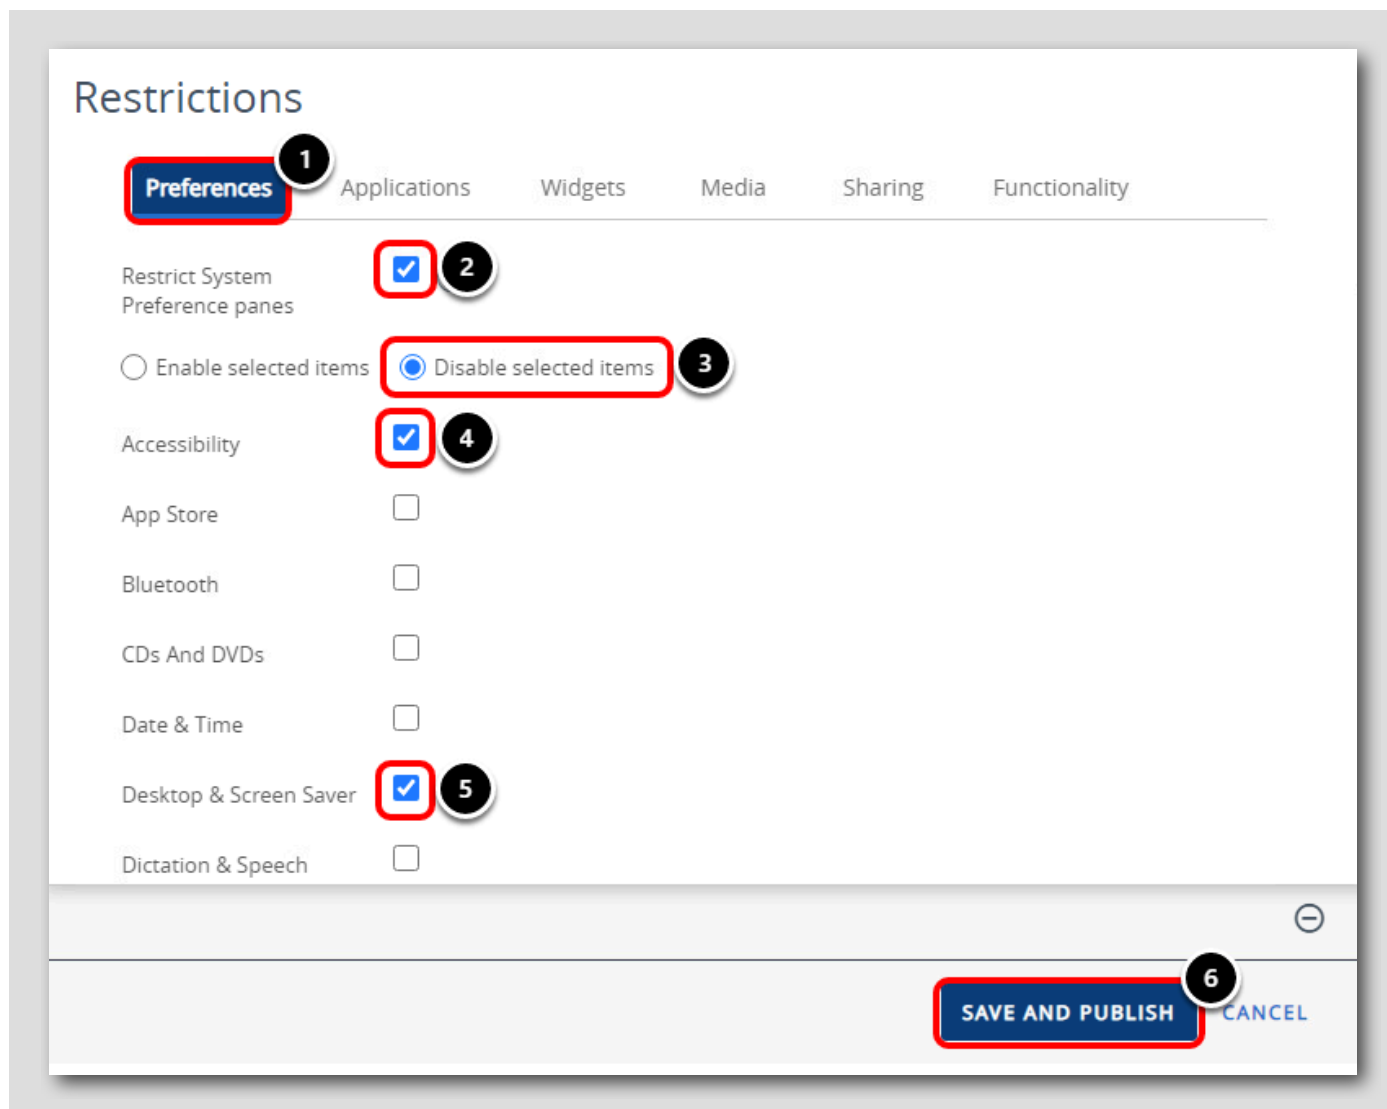 Restrictions
1
Preferences Applications Widgets Media Sharing Functionality
Restrict System
Preference panes
2
Enable selected items Disable selected items 3
Accessibility 4
App Store
Bluetooth
CDs And DVDs
Date & Time
Desktop & Screen Saver 5
Dictation & Speech
6
SAVE AND PUBLISH CANCEL